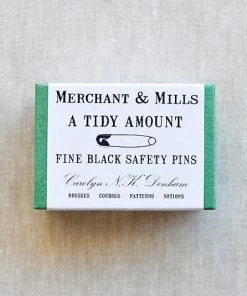 MERCHANT & MILLS
A TIDY AMOUNT
FINE BLACK SAFETY PINS
Carolyn N.K. Denham
DRESSES COURSES PATTERNS NOTIONS